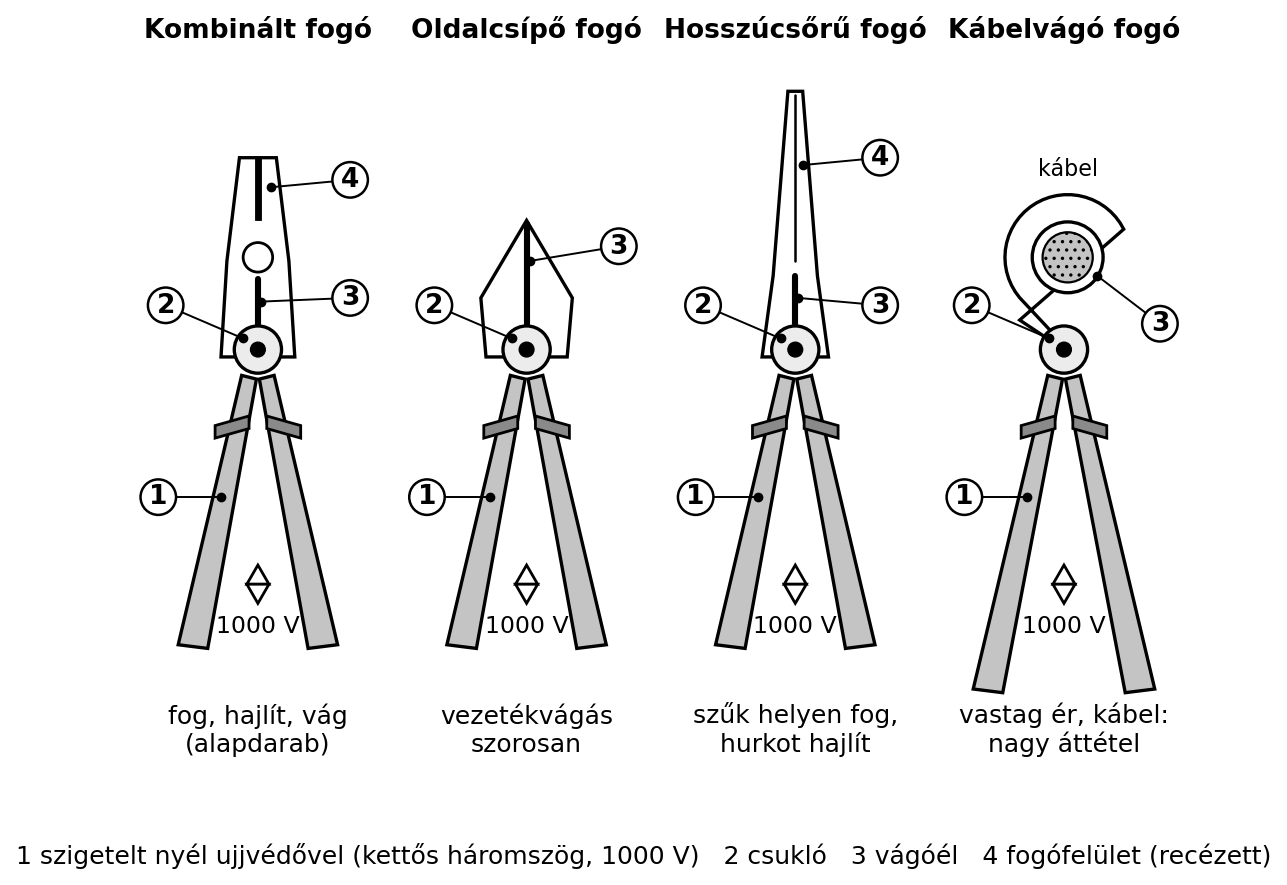 Kombinált fogó
Oldalcsípő fogó
Hosszúcsőrű fogó
Kábelvágó fogó
4
3
2
1
1000 V
3
2
1
1000 V
4
3
2
1
1000 V
kábel
3
2
1
1000 V
fog, hajlít, vág
(alapdarab)
vezetékvágás
szorosan
szűk helyen fog,
hurkot hajlít
vastag ér, kábel:
nagy áttétel
1 szigetelt nyél ujjvédővel (kettős háromszög, 1000 V) 2 csukló 3 vágóél 4 fogófelület (recézett)